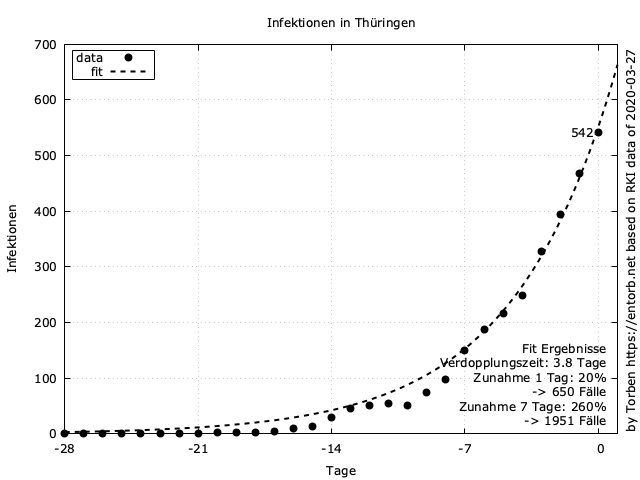 Infektionen in Thüringen
700
600
500
400
300
200
100
0
-28
-21
-14
-7
0
Infektionen
Tage
data
fit
542
Fit Ergebnisse
Verdopplungszeit: 3.8 Tage
Zunahme 1 Tag: 20%
-> 650 Fälle
Zunahme 7 Tage: 260%
-> 1951 Fälle
by Torben https://entorb.net based on RKI data of 2020-03-27